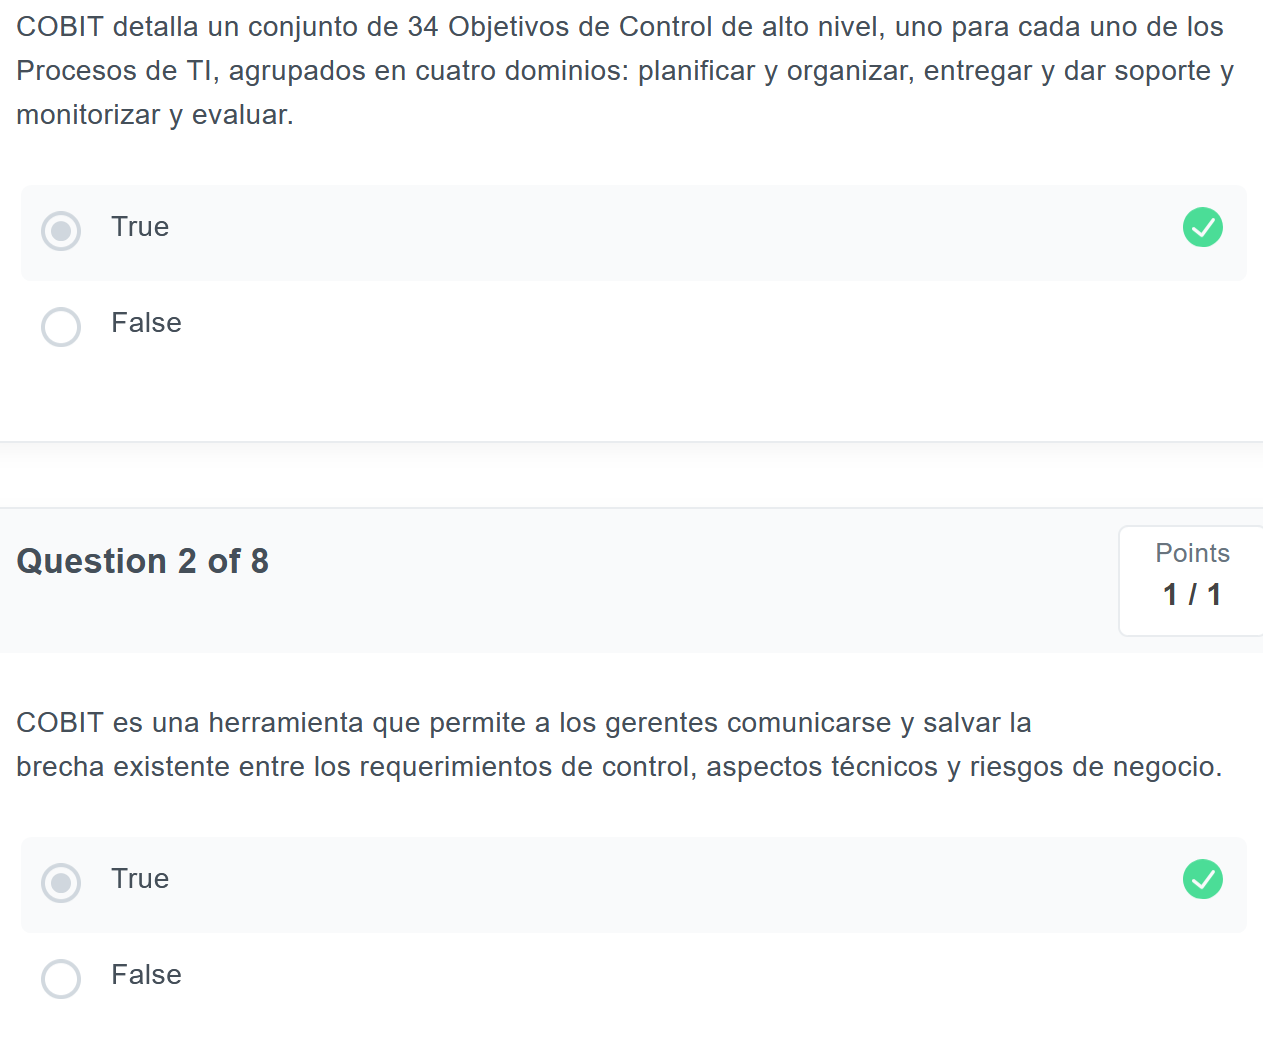 COBIT detalla un conjunto de 34 Objetivos de Control de alto nivel, uno para cada uno de los
Procesos de TI, agrupados en cuatro dominios: planificar y organizar, entregar y dar soporte y
monitorizar y evaluar.
True
False
Question 2 of 8
Points
1 / 1
COBIT es una herramienta que permite a los gerentes comunicarse y salvar la
brecha existente entre los requerimientos de control, aspectos técnicos y riesgos de negocio.
True
False